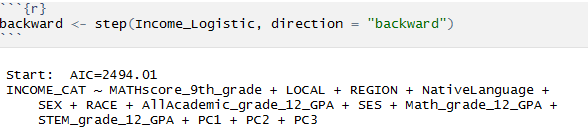 ```{r}
backward <- step(Income_Logistic, direction = "backward")
```
Start:  AIC=2494.01
INCOME_CAT ~ MATHscore_9th_grade + LOCAL + REGION + NativeLanguage +
    SEX + RACE + AllAcademic_grade_12_GPA + SES + Math_grade_12_GPA +
    STEM_grade_12_GPA + PC1 + PC2 + PC3